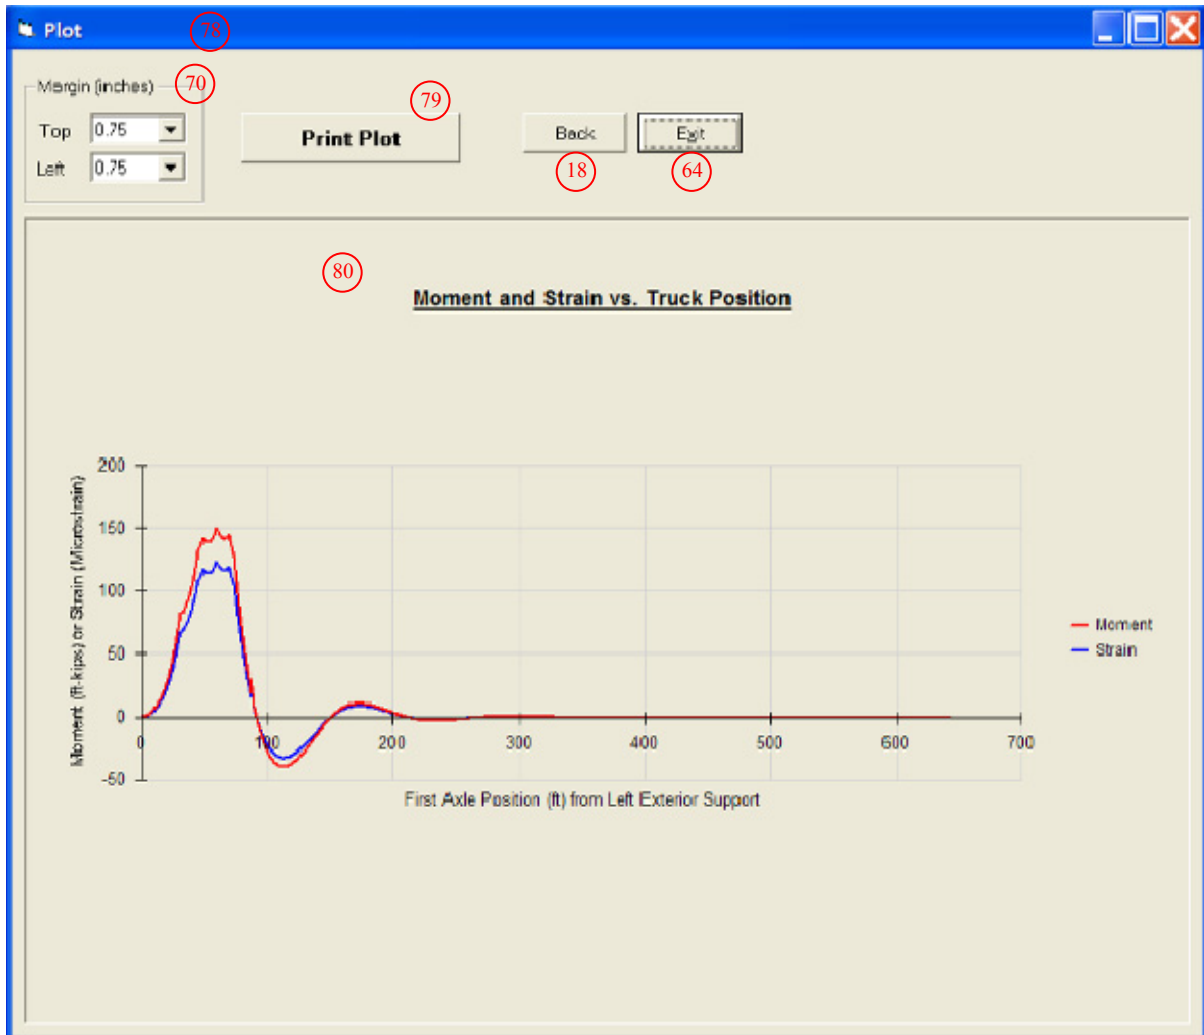 Plot
78
Margin (inches)
70
Top 0.75
Left 0.75
79
Print Plot
Back
Exit
18
64
80
Moment and Strain vs. Truck Position
Moment (ft-kips) or Strain (Microstrain)
200
150
100
50
0
-50
0 100 200 300 400 500 600 700
First Axle Position (ft) from Left Exterior Support
Moment
Strain